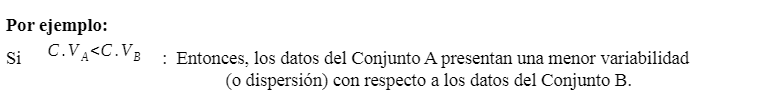 Por ejemplo:
Si C.V_A<C.V_B : Entonces, los datos del Conjunto A presentan una menor variabilidad
(o dispersión) con respecto a los datos del Conjunto B.